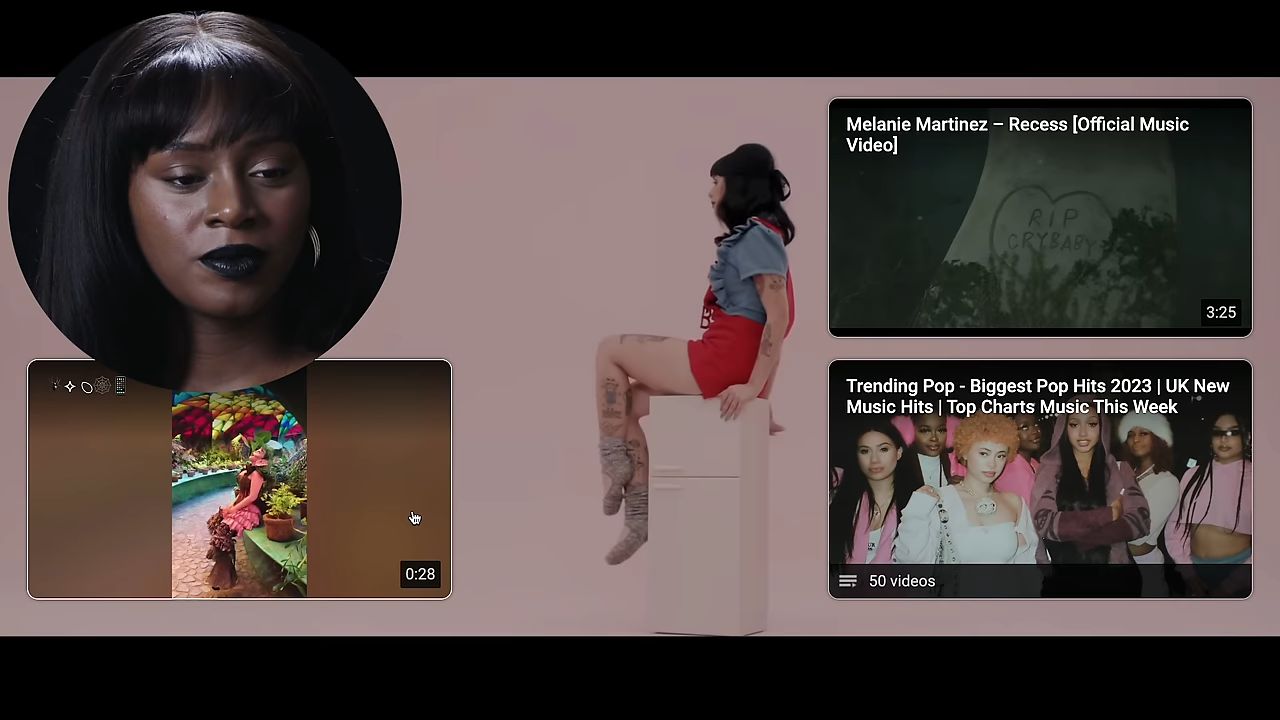 Melanie Martinez – Recess [Official Music
Video]
RIP
CRYBABY
3:25
0:28
Trending Pop - Biggest Pop Hits 2023 | UK New
Music Hits | Top Charts Music This Week
50 videos